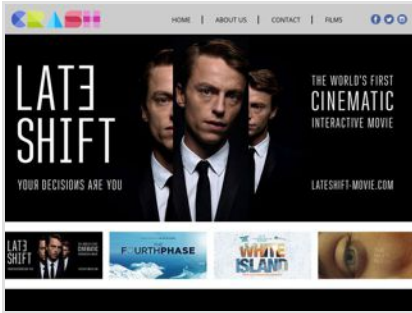 CRASH
HOME | ABOUT US | CONTACT | FILMS
LATE
SHIFT
YOUR DECISIONS ARE YOU
THE WORLD'S FIRST
CINEMATIC
INTERACTIVE MOVIE
LATESHIFT-MOVIE.COM
LATE
SHIFT
CINEMATIC
FOURTHPHASE
WHITE
ISLAND